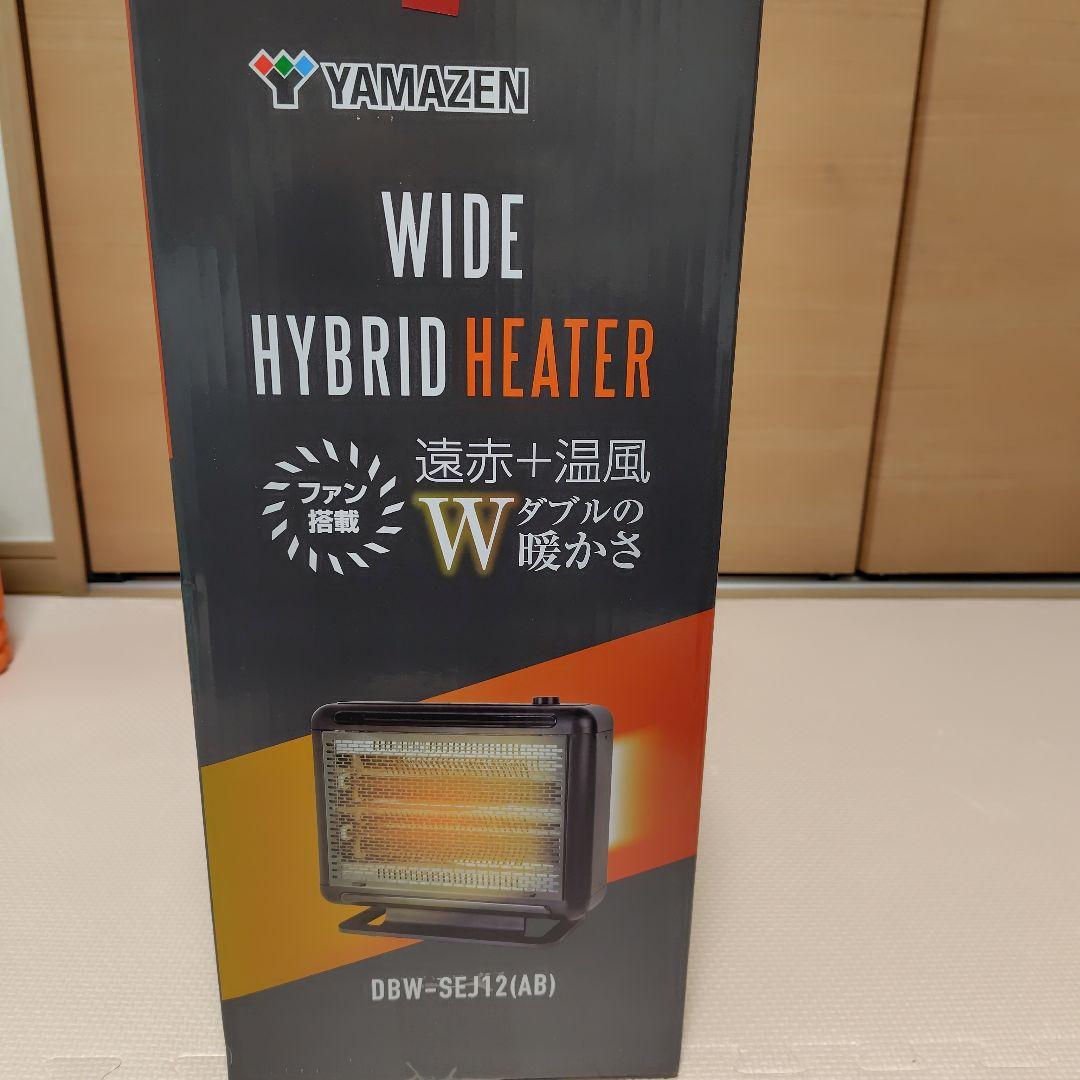 YAMAZEN
WIDE
HYBRID HEATER
ファン
搭載
遠赤+温風
Wダブルの
暖かさ
DBW-SEJ12(AB)